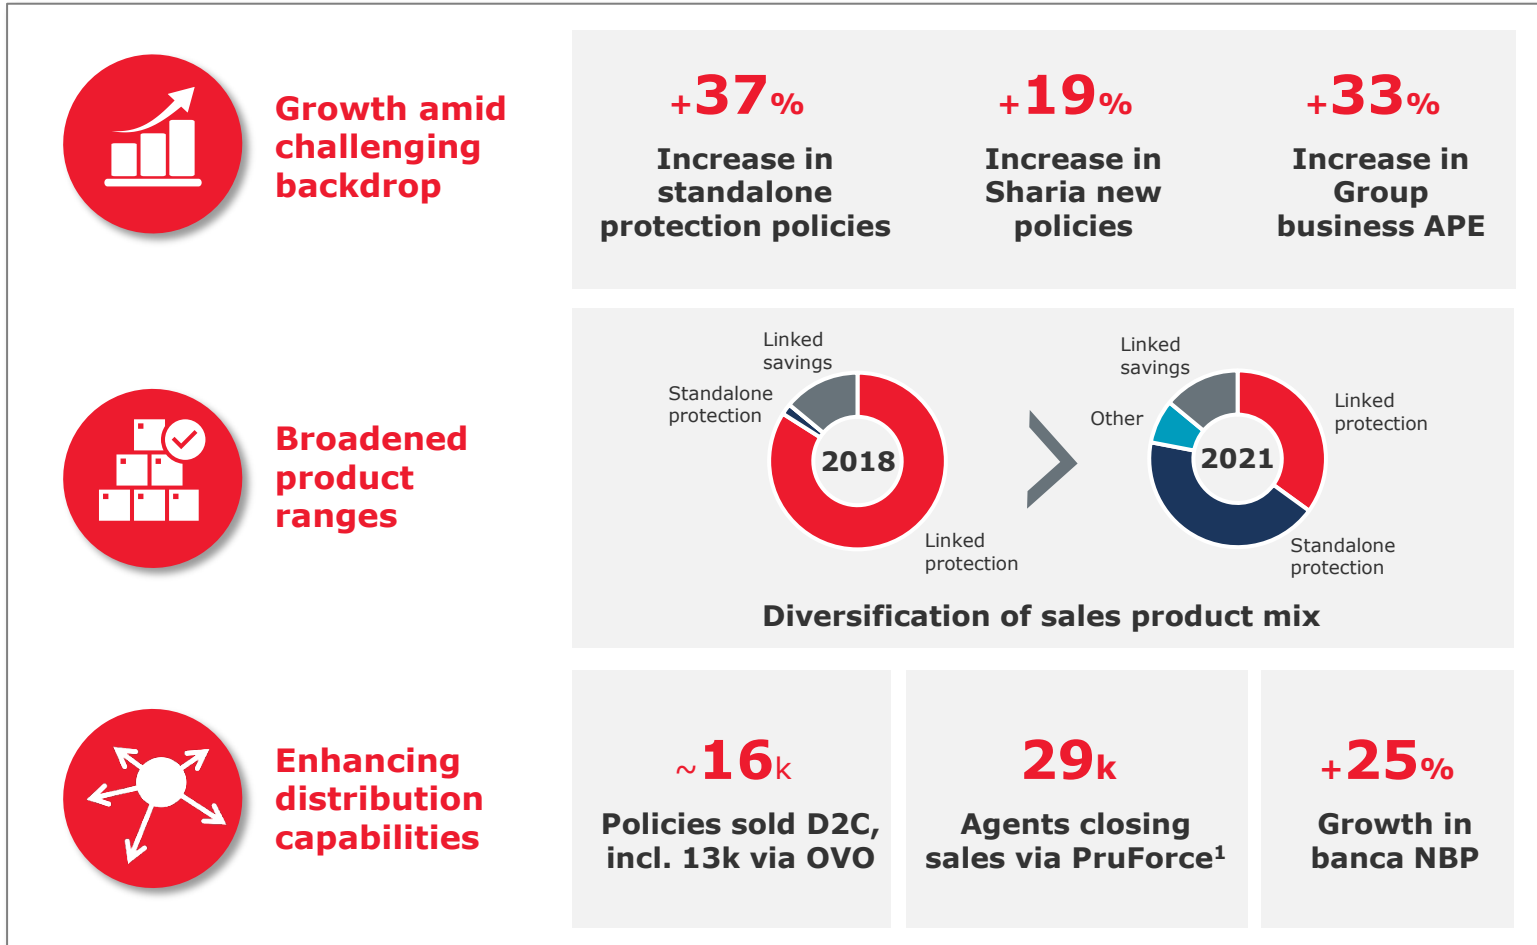 Growth amid
challenging
backdrop
+37%
Increase in
standalone
protection policies
+19%
Increase in
Sharia new
policies
+33%
Increase in
Group
business APE
Broadened
product
ranges
Linked
savings
Standalone
protection
2018
Linked
protection
Linked
savings
Other
2021
Linked
protection
Standalone
protection
Diversification of sales product mix
Enhancing
distribution
capabilities
~16k
Policies sold D2C,
incl. 13k via OVO
29k
Agents closing
sales via PruForce¹
+25%
Growth in
banca NBP